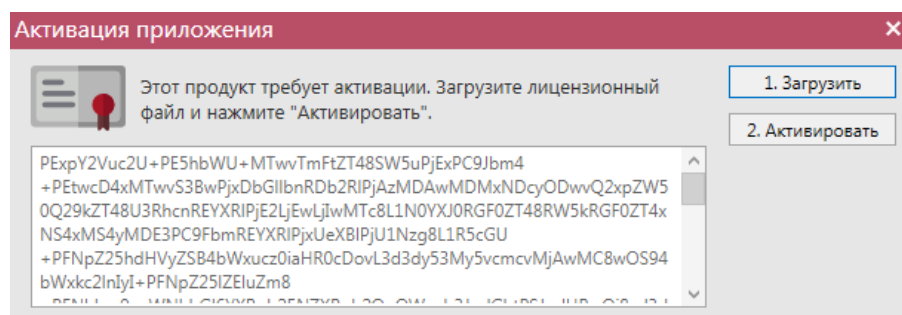 Активация приложения
Этот продукт требует активации. Загрузите лицензионный
файл и нажмите "Активировать".
1. Загрузить
2. Активировать
PExpY2Vuc2U+PE5hbWU+MTwvTmFtZT48SW5uPjExPC9Jbm4
+PEtwcD4xMTwvS3BwPjxDbGllbnRDb2RlPjAzMDAwMDMxNDcyODwvQ2xpZW5
0Q29kZT48U3RhcnREYXRlPjE2LjEwLjIwMTc8L1N0YXJ0RGF0ZT48RW5kRGF0ZT4x
NS4xMS4yMDE3PC9FbmREYXRlPjxUeXBlPjU1Nzg8L1R5cGU
+PFNpZ25hdHVyZSB4bWxucz0iaHR0cDovL3d3dy53My5vcmcvMjAwMC8wOS94
bWxkc2lnIyI+PFNpZ25lZEluZm8